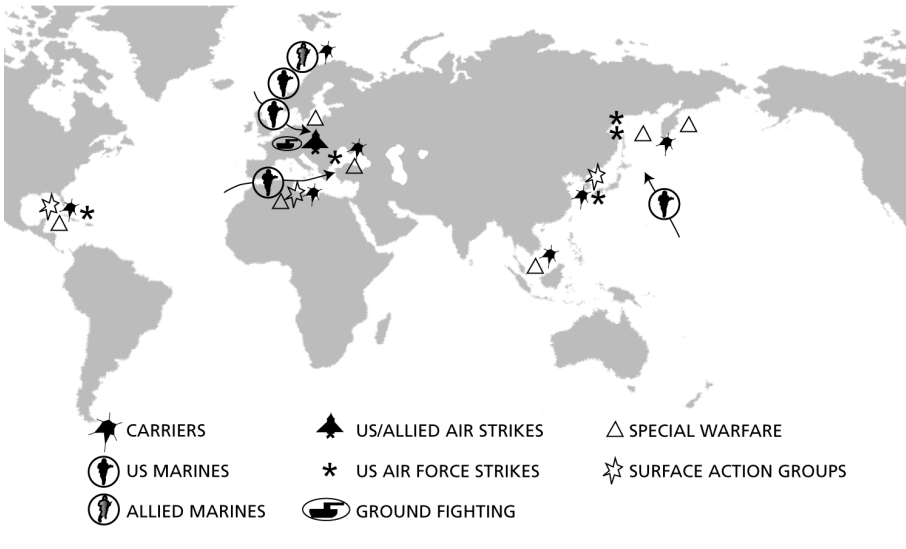 CARRIERS
US/ALLIED AIR STRIKES
SPECIAL WARFARE
US MARINES
US AIR FORCE STRIKES
SURFACE ACTION GROUPS
ALLIED MARINES
GROUND FIGHTING